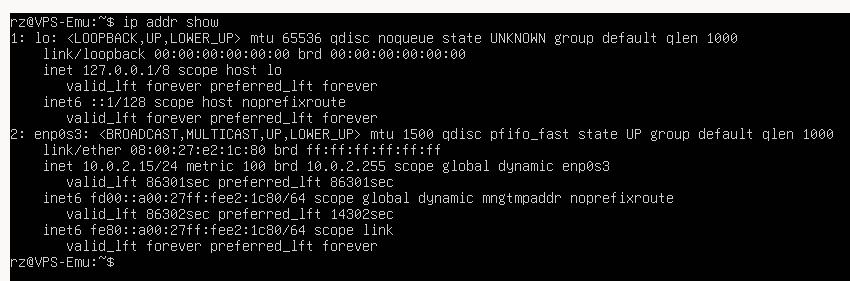 rz@VPS-Emu:~$ ip addr show
1: lo: <LOOPBACK,UP,LOWER_UP> mtu 65536 qdisc noqueue state UNKNOWN group default qlen 1000
    link/loopback 00:00:00:00:00:00 brd 00:00:00:00:00:00
    inet 127.0.0.1/8 scope host lo
       valid_lft forever preferred_lft forever
    inet6 ::1/128 scope host noprefixroute
       valid_lft forever preferred_lft forever
2: enp0s3: <BROADCAST,MULTICAST,UP,LOWER_UP> mtu 1500 qdisc pfifo_fast state UP group default qlen 1000
    link/ether 08:00:27:e2:1c:80 brd ff:ff:ff:ff:ff:ff
    inet 10.0.2.15/24 metric 100 brd 10.0.2.255 scope global dynamic enp0s3
       valid_lft 86301sec preferred_lft 86301sec
    inet6 fd00::a00:27ff:fee2:1c80/64 scope global dynamic mngtmpaddr noprefixroute
       valid_lft 86302sec preferred_lft 14302sec
    inet6 fe80::a00:27ff:fee2:1c80/64 scope link
       valid_lft forever preferred_lft forever
rz@VPS-Emu:~$